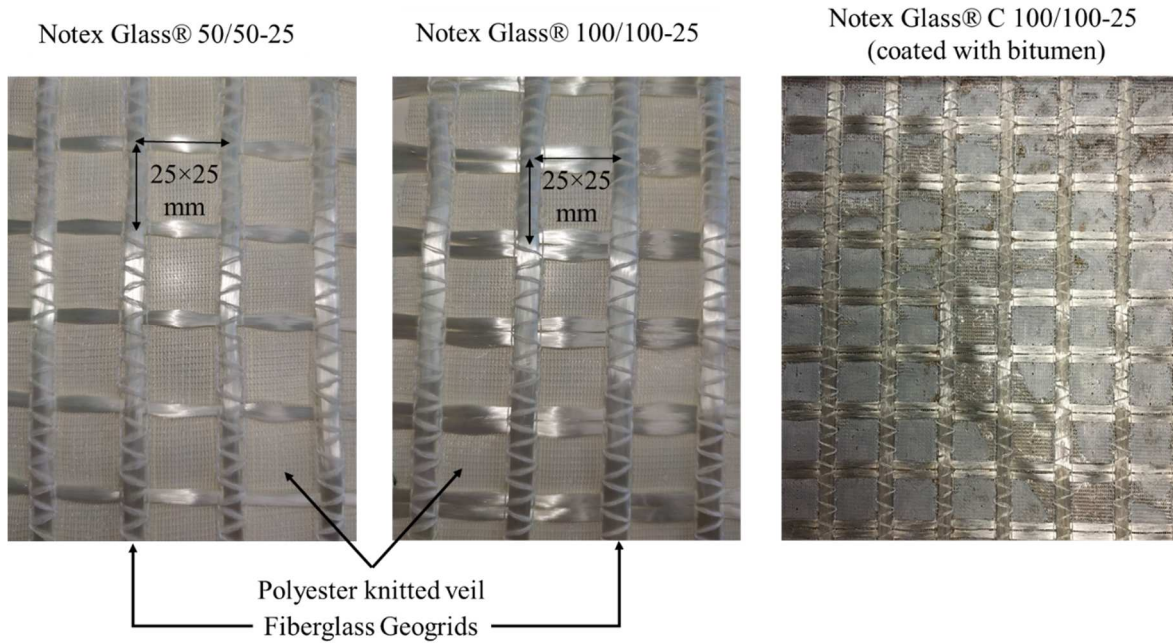 Notex Glass® 50/50-25
Notex Glass® 100/100-25
Notex Glass® C 100/100-25
(coated with bitumen)
25×25
mm
25×25
mm
Polyester knitted veil
Fiberglass Geogrids